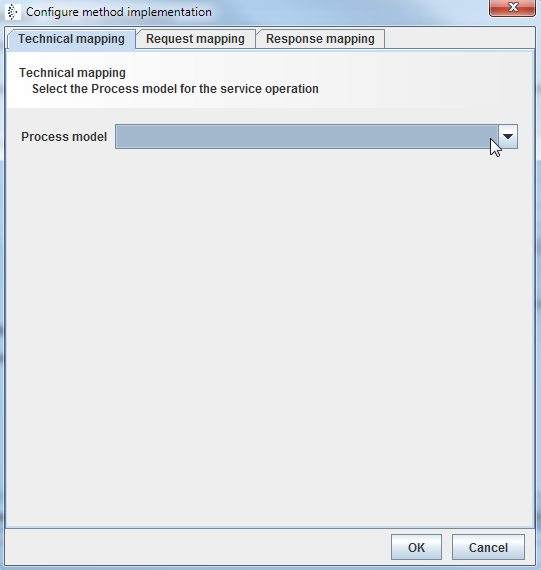 Configure method implementation
Technical mapping Request mapping Response mapping
Technical mapping
Select the Process model for the service operation
Process model
OK Cancel